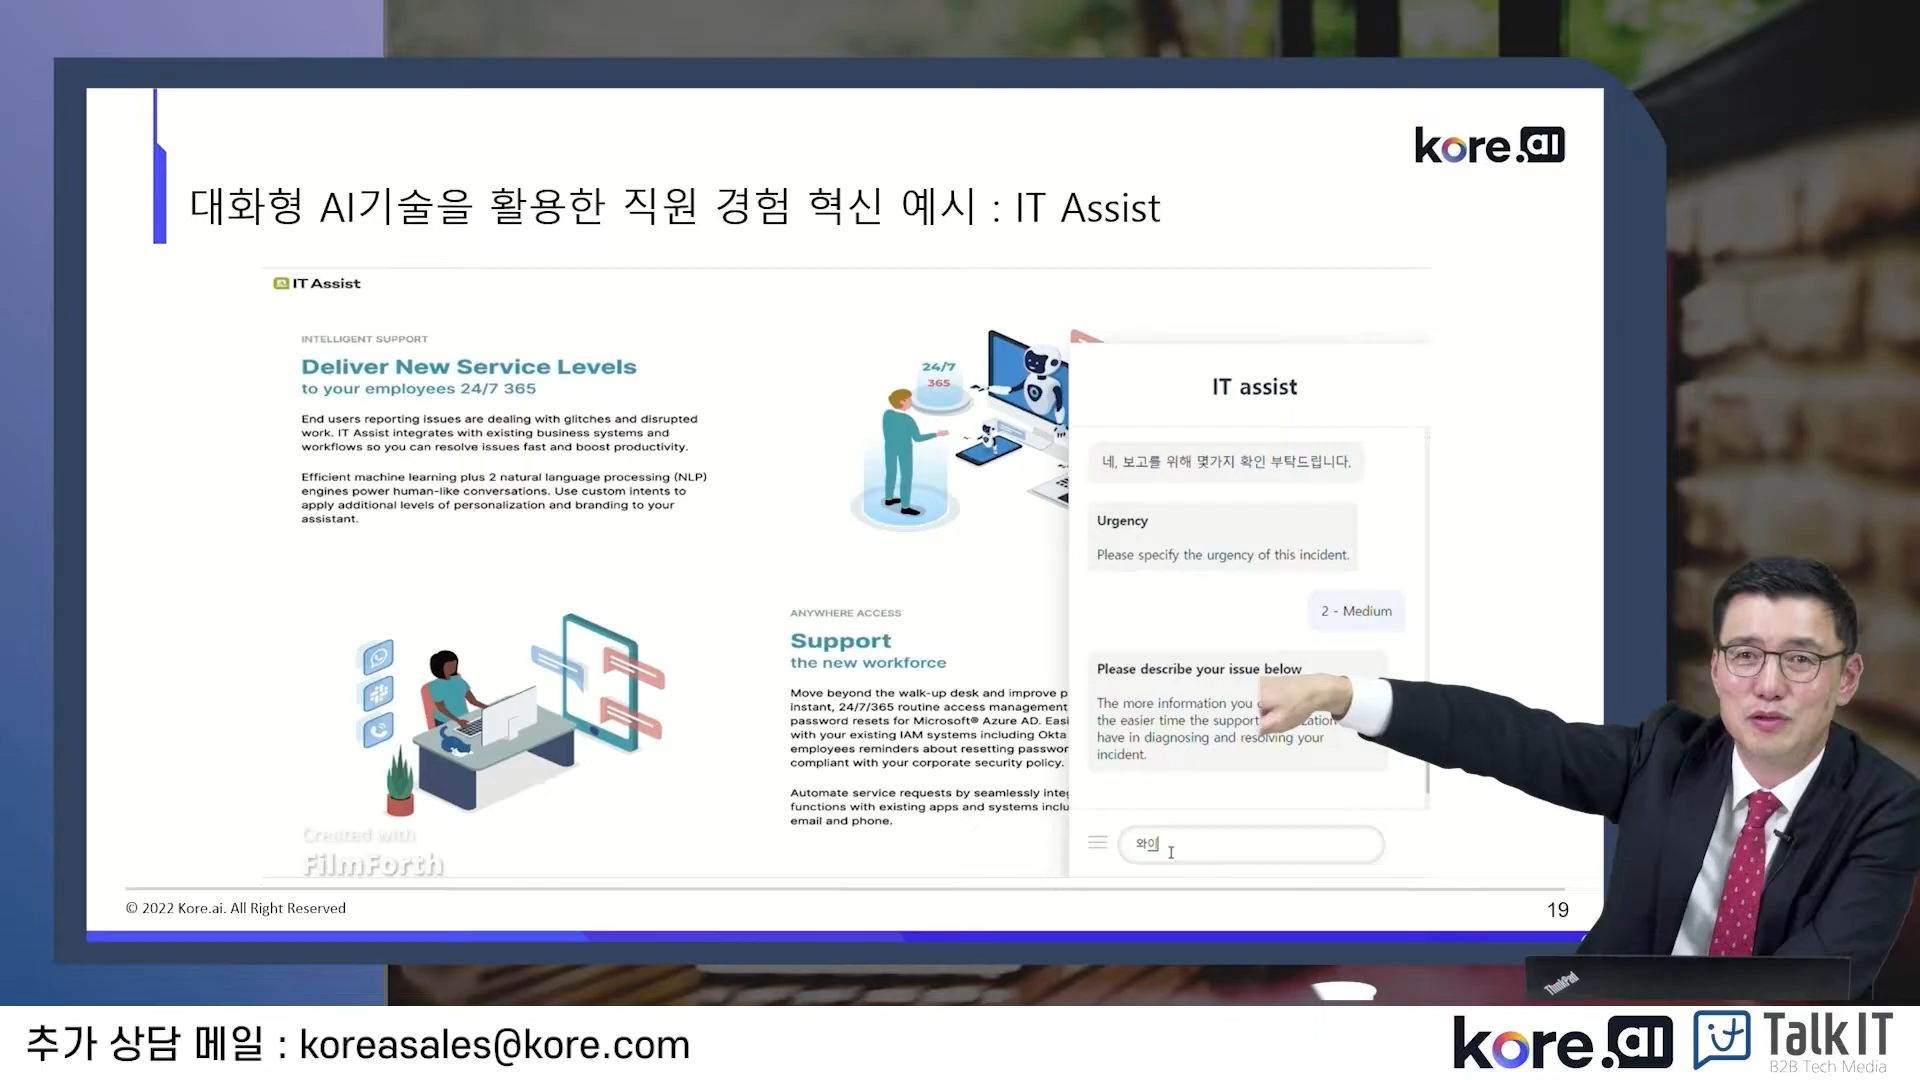 kore.ai
대화형 AI기술을 활용한 직원 경험 혁신 예시 : IT Assist
IT Assist
INTELLIGENT SUPPORT
Deliver New Service Levels
to your employees 24/7 365
End users reporting issues are dealing with glitches and disrupted
work. IT Assist integrates with existing business systems and
workflows so you can resolve issues fast and boost productivity.
Efficient machine learning plus 2 natural language processing (NLP)
engines power human-like conversations. Use custom intents to
apply additional levels of personalization and branding to your
assistant.
24/7
365
ANYWHERE ACCESS
Support
the new workforce
Move beyond the walk-up desk and improve p
instant, 24/7/365 routine access management
password resets for Microsoft® Azure AD. Easi
with your existing IAM systems including Okta
employees reminders about resetting passwor
compliant with your corporate security policy.
Automate service requests by seamlessly integ
functions with existing apps and systems inclu
email and phone.
IT assist
네, 보고를 위해 몇가지 확인 부탁드립니다.
Urgency
Please specify the urgency of this incident.
2 - Medium
Please describe your issue below
The more information you
the easier time the support
have in diagnosing and resolving your
incident.
와이
Created with
FilmForth
© 2022 Kore.ai. All Right Reserved
19
ThinkPad
추가 상담 메일 : koreasales@kore.com
kore.ai
Talk IT
B2B Tech Media